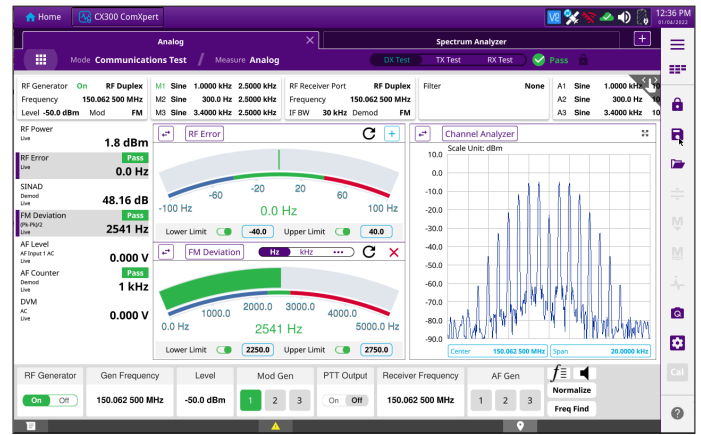 Home
CX300 ComXpert
12:36 PM
01/04/2022
Analog
Spectrum Analyzer
Mode Communications Test / Measure Analog
DX Test TX Test RX Test Pass
RF Generator On RF Duplex
Frequency 150.062 500 MHz
Level -50.0 dBm Mod FM
M1 Sine 1.0000 kHz 2.5000 kHz
M2 Sine 300.0 Hz 2.5000 kHz
M3 Sine 3.4000 kHz 2.5000 kHz
RF Receiver Port RF Duplex
Frequency 150.062 500 MHz
IF BW 30 kHz Demod FM
Filter None
A1 Sine 1.0000 kHz 10
A2 Sine 300.0 Hz 10
A3 Sine 3.4000 kHz 10
RF Power
Live
1.8 dBm
RF Error
Live
Pass
0.0 Hz
SINAD
Demod
Live
48.16 dB
FM Deviation
(Pk-Pk)/2
Live
Pass
2541 Hz
AF Level
AF Input 1 AC
Live
0.000 V
AF Counter
Demod
Live
Pass
1 kHz
DVM
AC
Live
0.000 V
RF Error
-100 Hz -60 -20 20 60 100 Hz
0.0 Hz
Lower Limit -40.0 Upper Limit 40.0
FM Deviation Hz kHz
0.0 Hz 1000.0 2000.0 3000.0 4000.0 5000.0 Hz
2541 Hz
Lower Limit 2250.0 Upper Limit 2750.0
Channel Analyzer
Scale Unit: dBm
10.0
0.0
-10.0
-20.0
-30.0
-40.0
-50.0
-60.0
-70.0
-80.0
-90.0
Center 150.062 500 MHz Span 20.0000 kHz
RF Generator
On Off
Gen Frequency
150.062 500 MHz
Level
-50.0 dBm
Mod Gen
1 2 3
PTT Output
On Off
Receiver Frequency
150.062 500 MHz
AF Gen
1 2 3
Normalize
Freq Find
M
M
Cal